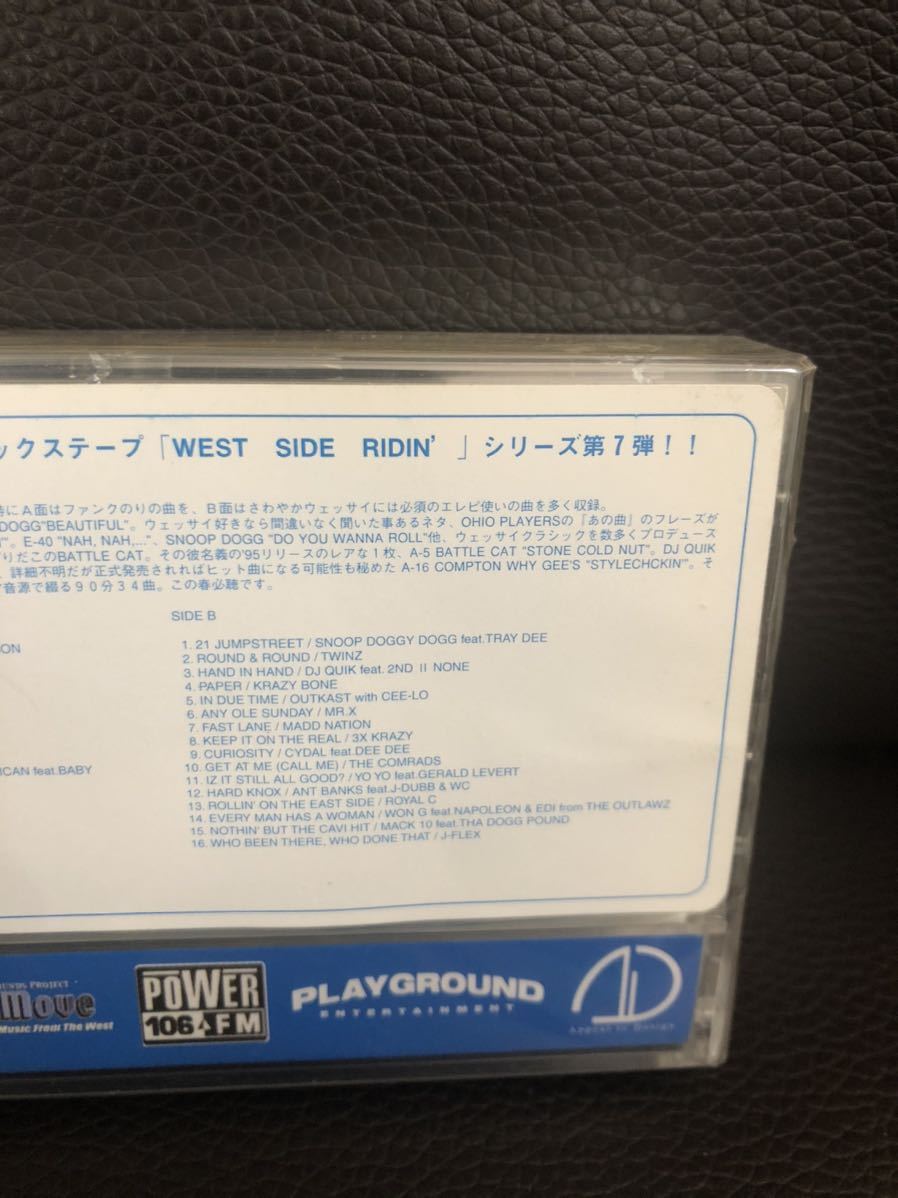 ックステープ「WEST SIDE RIDIN'」シリーズ第7弾!!
特にA面はファンクのりの曲を、B面はさわやかウェッサイには必須のエレピ使いの曲を多く収録。
DOGG"BEAUTIFUL"。ウェッサイ好きなら間違いなく聞いた事あるネタ、OHIO PLAYERSの『あの曲』のフレーズが
"。E-40 "NAH, NAH,..."、SNOOP DOGG "DO YOU WANNA ROLL"他、ウェッサイクラシックを数多くプロデュース
りだこのBATTLE CAT。その彼名義の'95リリースのレアな1枚、A-5 BATTLE CAT "STONE COLD NUT"。DJ QUIK
、詳細不明だが正式発売されればヒット曲になる可能性も秘めた A-16 COMPTON WHY GEE'S "STYLECHCKIN'"。そ
音源で綴る90分34曲。この春必聴です。
SIDE B
ON
ICAN feat.BABY
1. 21 JUMPSTREET / SNOOP DOGGY DOGG feat.TRAY DEE
2. ROUND & ROUND / TWINZ
3. HAND IN HAND / DJ QUIK feat. 2ND II NONE
4. PAPER / KRAZY BONE
5. IN DUE TIME / OUTKAST with CEE-LO
6. ANY OLE SUNDAY / MR.X
7. FAST LANE / MADD NATION
8. KEEP IT ON THE REAL / 3X KRAZY
9. CURIOSITY / CYDAL feat.DEE DEE
10. GET AT ME (CALL ME) / THE COMRADS
11. IZ IT STILL ALL GOOD? / YO YO feat.GERALD LEVERT
12. HARD KNOX / ANT BANKS feat.J-DUBB & WC
13. ROLLIN' ON THE EAST SIDE / ROYAL C
14. EVERY MAN HAS A WOMAN / WON G feat NAPOLEON & EDI from THE OUTLAWZ
15. NOTHIN' BUT THE CAVI HIT / MACK 10 feat.THA DOGG POUND
16. WHO BEEN THERE, WHO DONE THAT / J-FLEX
UNDS PROJECT
Move
Music From The West
POWER
106 FM
PLAYGROUND
ENTERTAINMENT